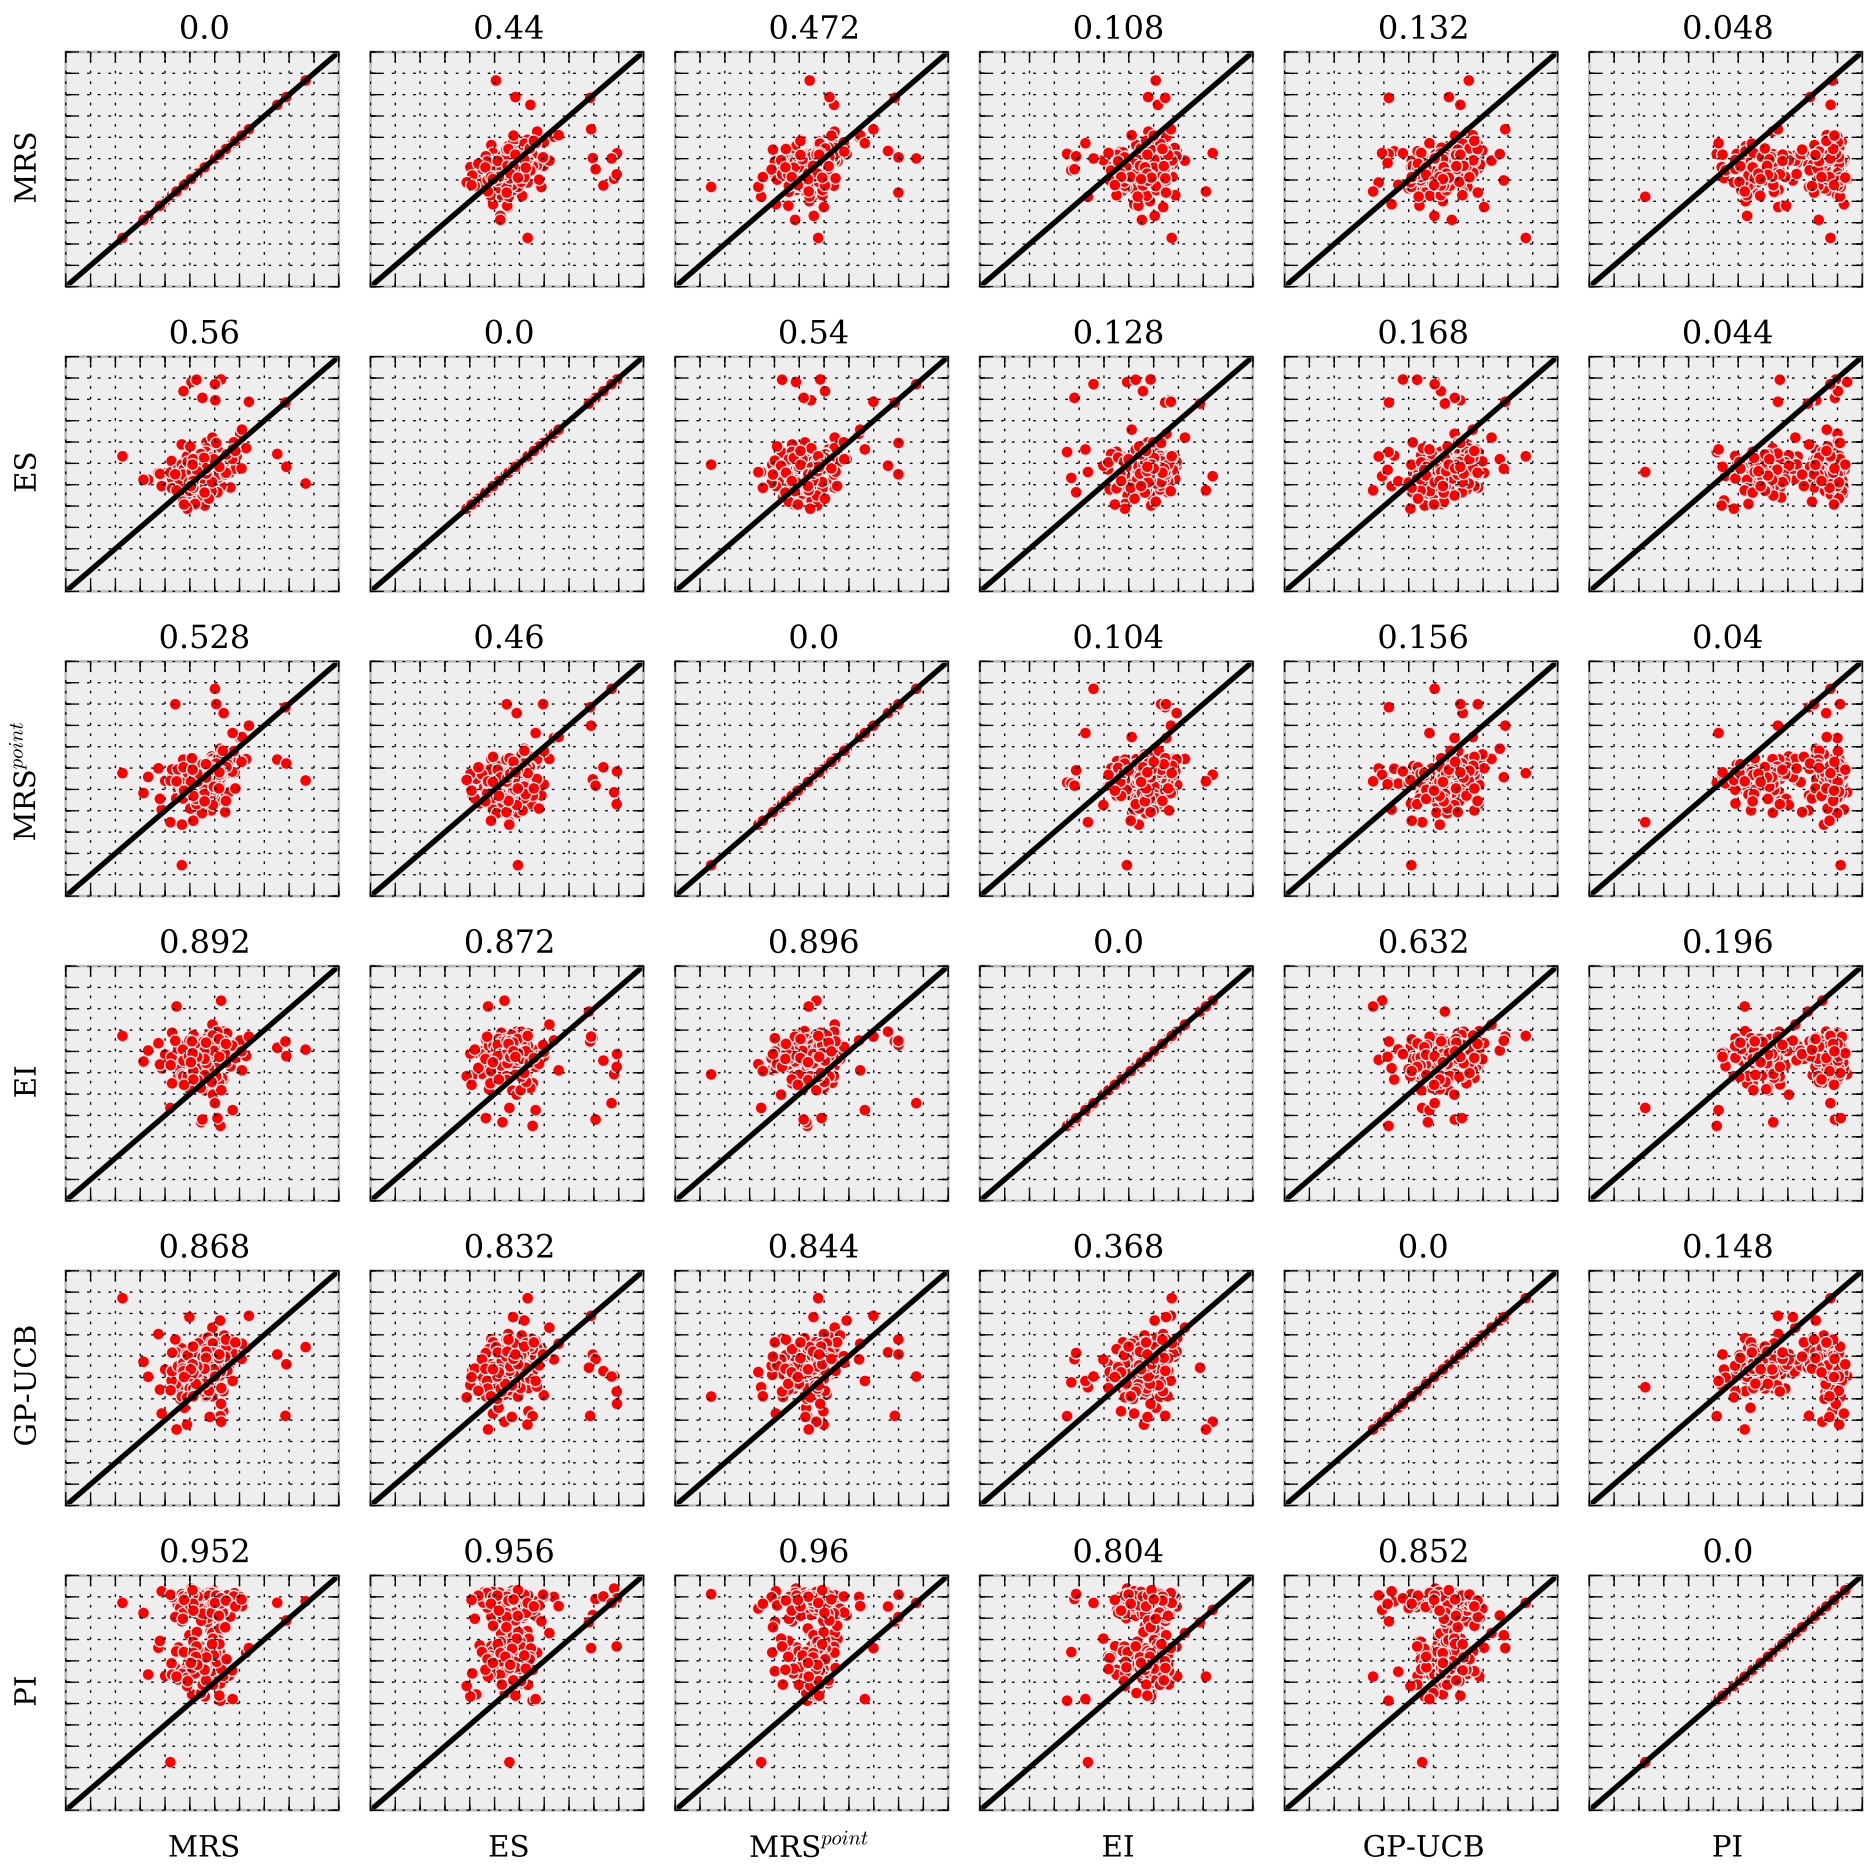 0.0 0.44 0.472 0.108 0.132 0.048
MRS
0.56 0.0 0.54 0.128 0.168 0.044
ES
0.528 0.46 0.0 0.104 0.156 0.04
MRS^point
0.892 0.872 0.896 0.0 0.632 0.196
EI
0.868 0.832 0.844 0.368 0.0 0.148
GP-UCB
0.952 0.956 0.96 0.804 0.852 0.0
PI
MRS ES MRS^point EI GP-UCB PI